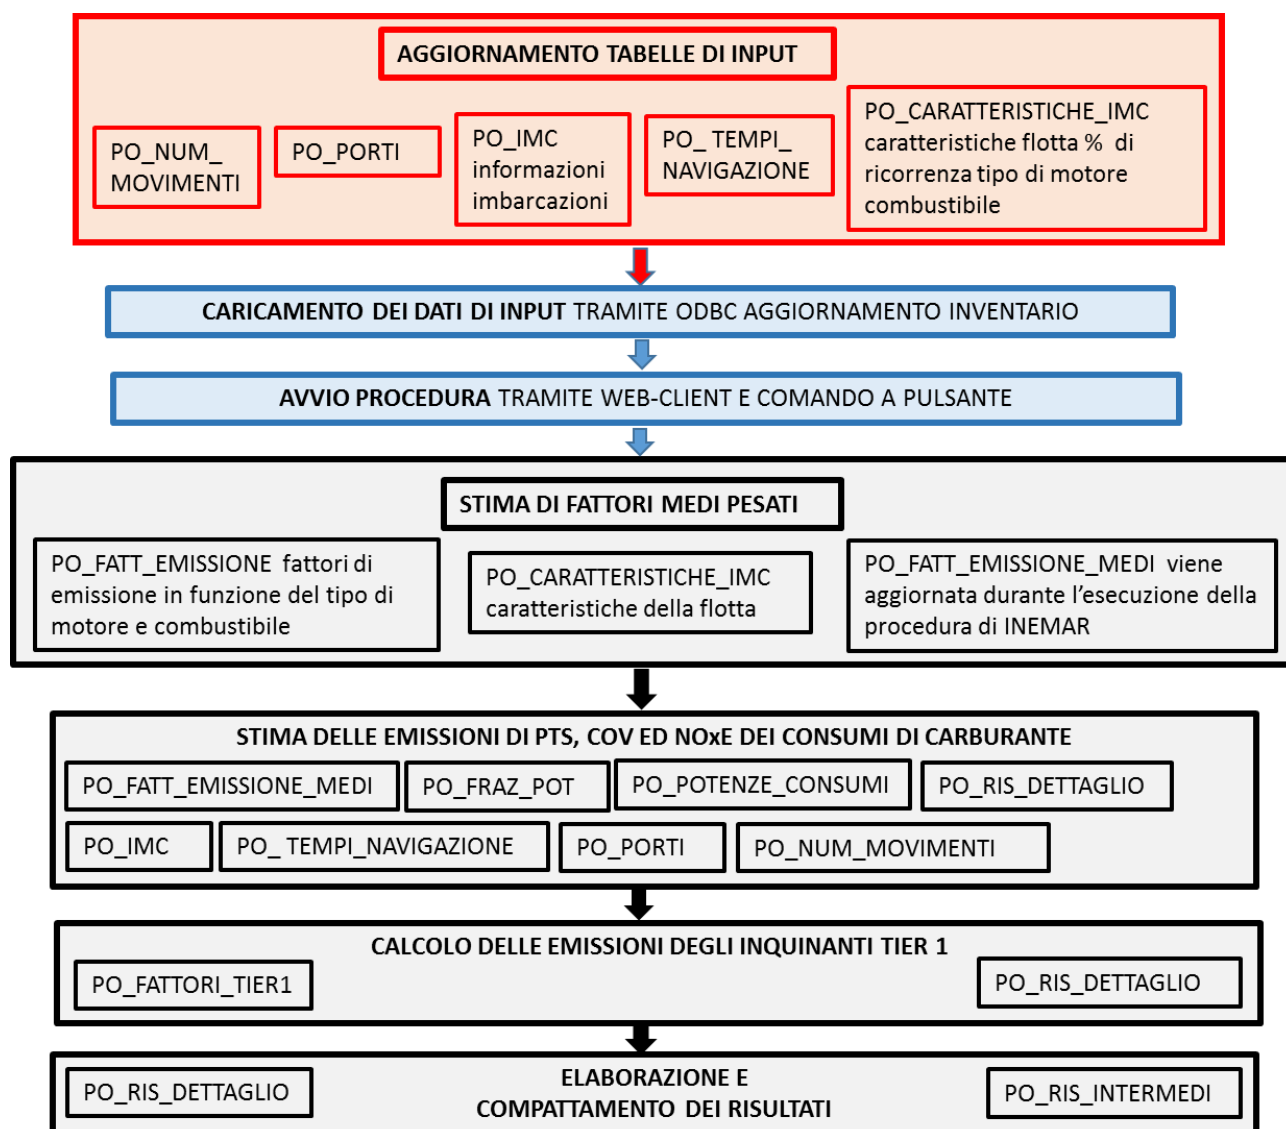 AGGIORNAMENTO TABELLE DI INPUT
PO_NUM_
MOVIMENTI
PO_PORTI
PO_IMC
informazioni
imbarcazioni
PO_ TEMPI_
NAVIGAZIONE
PO_CARATTERISTICHE_IMC
caratteristiche flotta % di
ricorrenza tipo di motore
combustibile
CARICAMENTO DEI DATI DI INPUT TRAMITE ODBC AGGIORNAMENTO INVENTARIO
AVVIO PROCEDURA TRAMITE WEB-CLIENT E COMANDO A PULSANTE
STIMA DI FATTORI MEDI PESATI
PO_FATT_EMISSIONE fattori di
emissione in funzione del tipo di
motore e combustibile
PO_CARATTERISTICHE_IMC
caratteristiche della flotta
PO_FATT_EMISSIONE_MEDI viene
aggiornata durante l'esecuzione della
procedura di INEMAR
STIMA DELLE EMISSIONI DI PTS, COV ED NOxE DEI CONSUMI DI CARBURANTE
PO_FATT_EMISSIONE_MEDI
PO_FRAZ_POT
PO_POTENZE_CONSUMI
PO_RIS_DETTAGLIO
PO_IMC
PO_ TEMPI_NAVIGAZIONE
PO_PORTI
PO_NUM_MOVIMENTI
CALCOLO DELLE EMISSIONI DEGLI INQUINANTI TIER 1
PO_FATTORI_TIER1
PO_RIS_DETTAGLIO
PO_RIS_DETTAGLIO
ELABORAZIONE E
COMPATTAMENTO DEI RISULTATI
PO_RIS_INTERMEDI